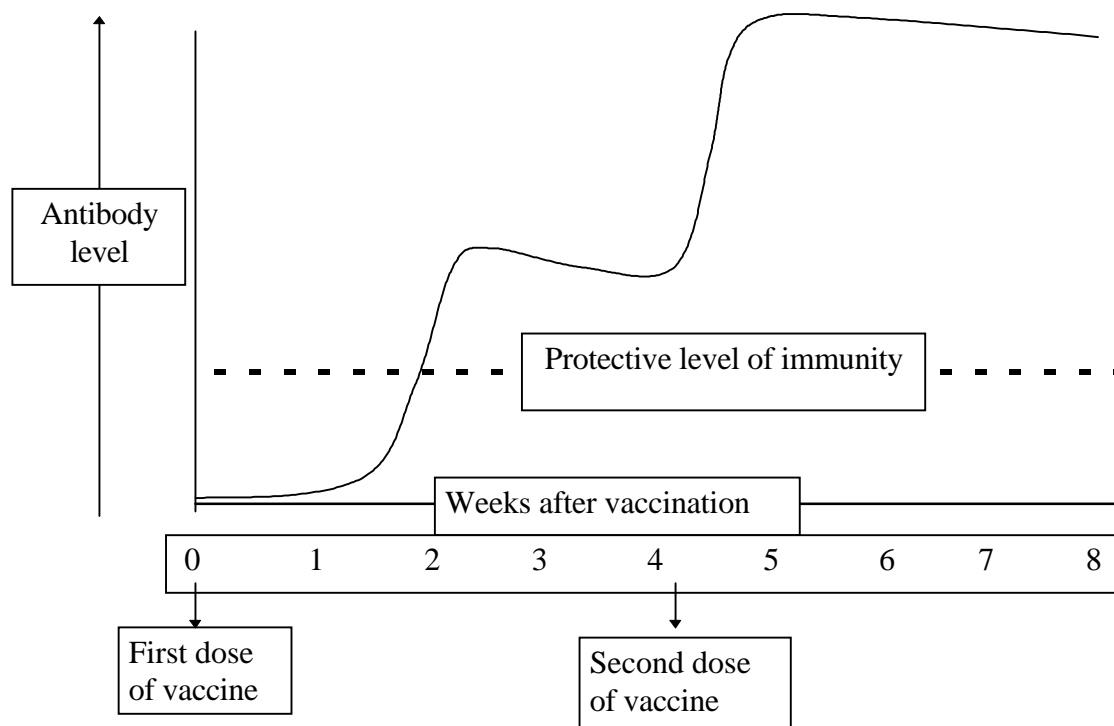 Antibody
level
Protective level of immunity
Weeks after vaccination
0 1 2 3 4 5 6 7 8
First dose
of vaccine
Second dose
of vaccine